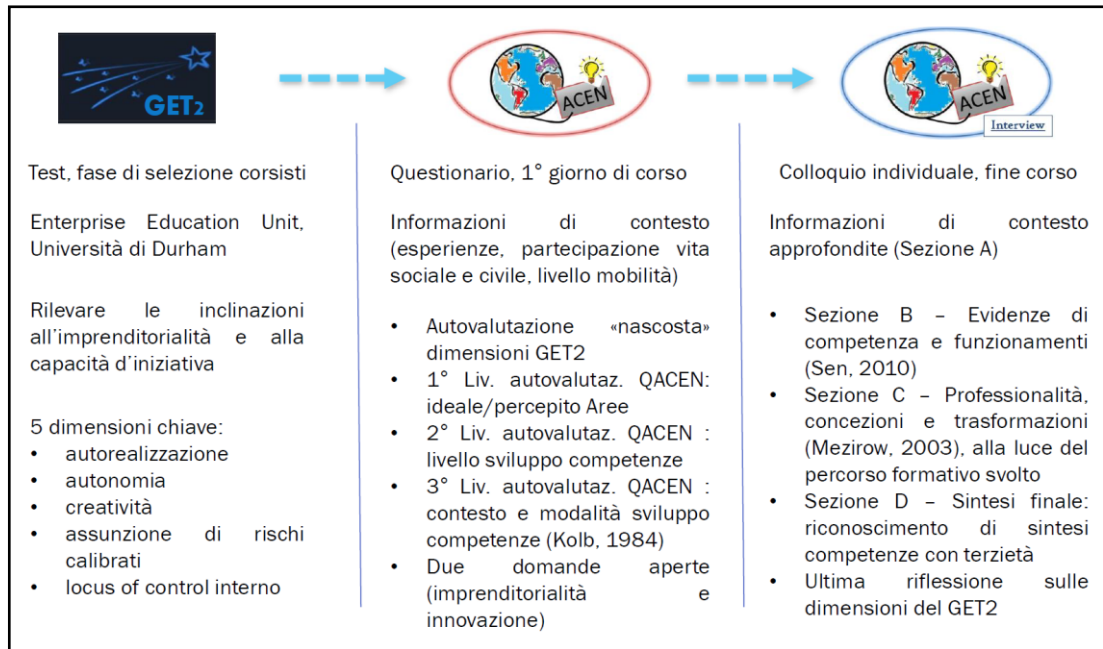 GET2
ACEN
ACEN
Interview
Test, fase di selezione corsisti
Enterprise Education Unit,
Università di Durham
Rilevare le inclinazioni
all'imprenditorialità e alla
capacità d'iniziativa
5 dimensioni chiave:
• autorealizzazione
• autonomia
• creatività
• assunzione di rischi
calibrati
• locus of control interno
Questionario, 1° giorno di corso
Informazioni di contesto
(esperienze, partecipazione vita
sociale e civile, livello mobilità)
• Autovalutazione «nascosta»
dimensioni GET2
• 1° Liv. autovalutaz. QACEN:
ideale/percepito Aree
• 2° Liv. autovalutaz. QACEN :
livello sviluppo competenze
• 3° Liv. autovalutaz. QACEN :
contesto e modalità sviluppo
competenze (Kolb, 1984)
• Due domande aperte
(imprenditorialità e
innovazione)
Colloquio individuale, fine corso
Informazioni di contesto
approfondite (Sezione A)
• Sezione B – Evidenze di
competenza e funzionamenti
(Sen, 2010)
• Sezione C – Professionalità,
concezioni e trasformazioni
(Mezirow, 2003), alla luce del
percorso formativo svolto
• Sezione D – Sintesi finale:
riconoscimento di sintesi
competenze con terzietà
• Ultima riflessione sulle
dimensioni del GET2